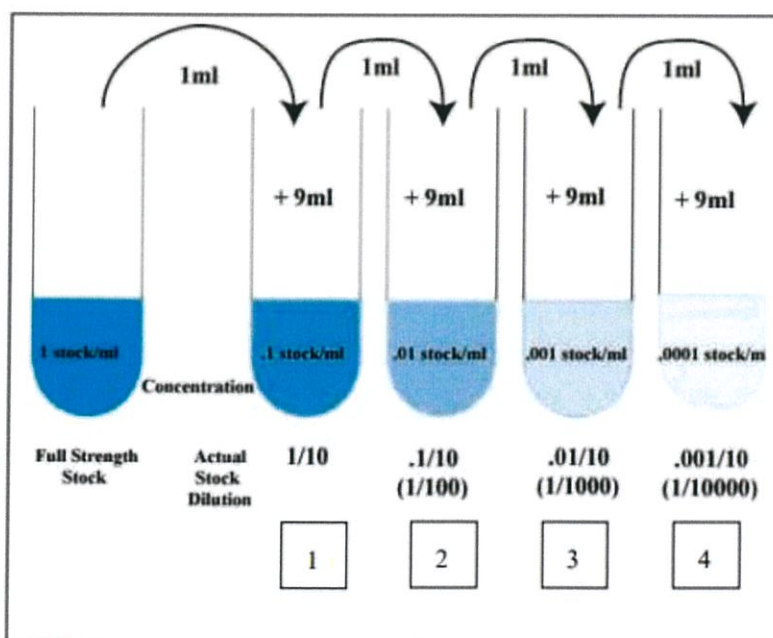 1ml 1ml 1ml 1ml
+ 9ml + 9ml + 9ml + 9ml
1 stock/ml .1 stock/ml .01 stock/ml .001 stock/ml .0001 stock/m
Concentration
Full Strength
Stock
Actual
Stock
Dilution
1/10 .1/10 .01/10 .001/10
(1/100) (1/1000) (1/10000)
1 2 3 4